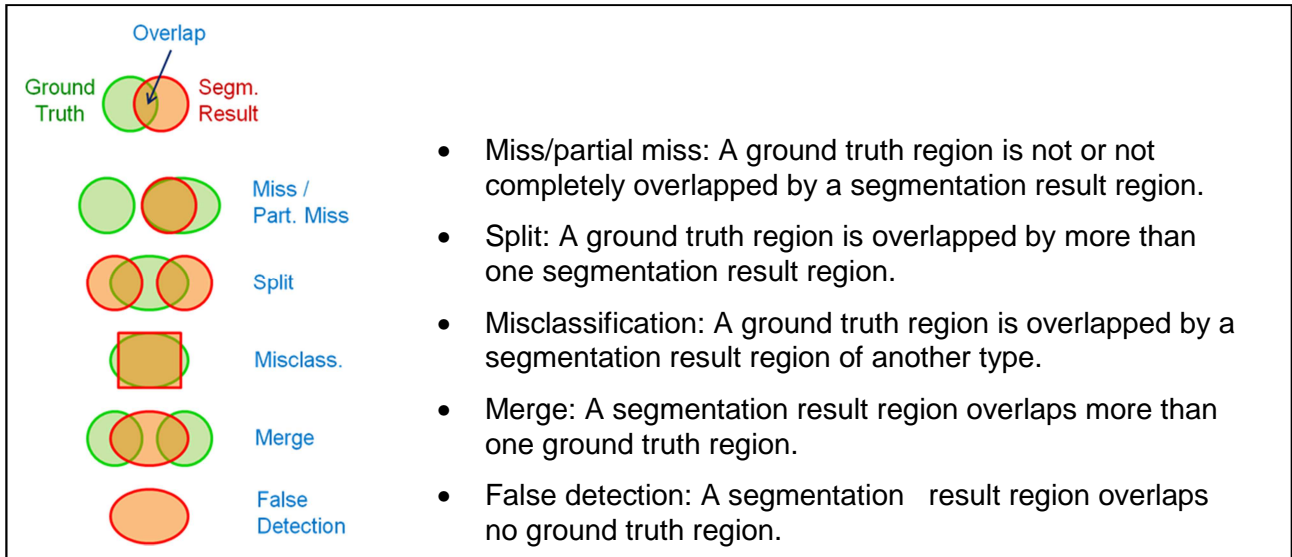 Overlap
Ground
Truth
Segm.
Result
Miss /
Part. Miss
Split
Misclass.
Merge
False
Detection
• Miss/partial miss: A ground truth region is not or not
completely overlapped by a segmentation result region.
• Split: A ground truth region is overlapped by more than
one segmentation result region.
• Misclassification: A ground truth region is overlapped by a
segmentation result region of another type.
• Merge: A segmentation result region overlaps more than
one ground truth region.
• False detection: A segmentation result region overlaps
no ground truth region.